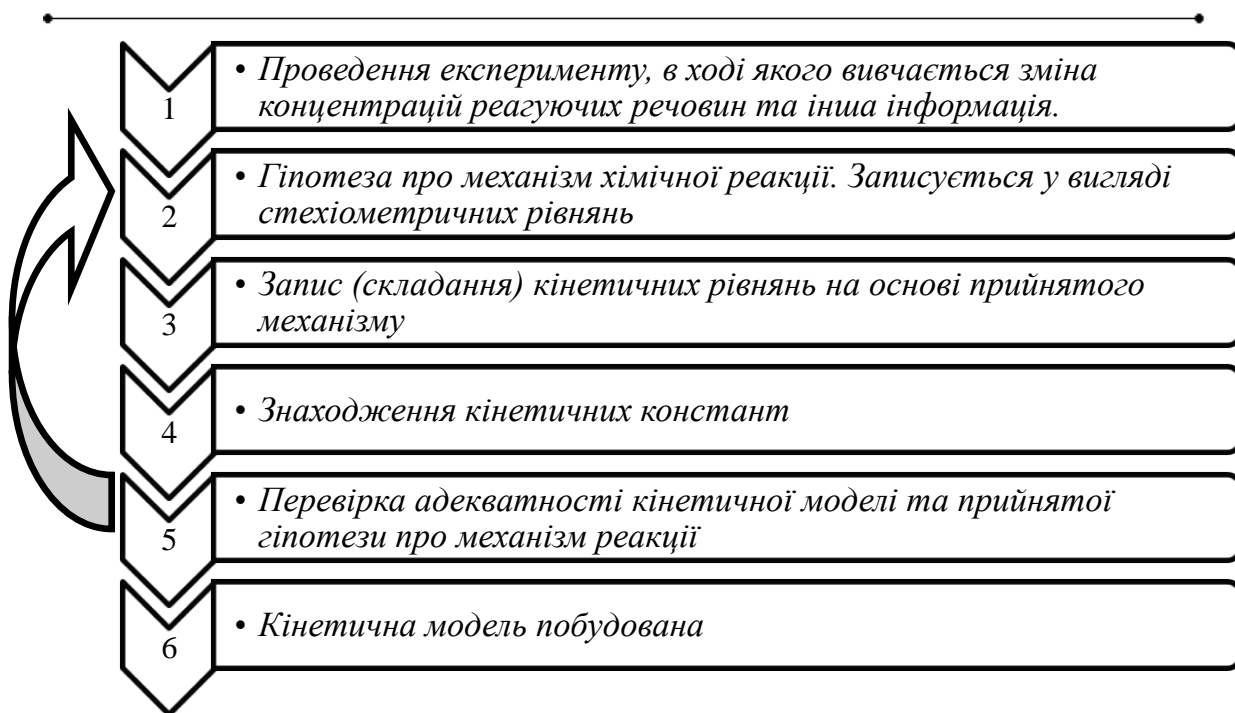 1
• Проведення експерименту, в ході якого вивчається зміна
концентрацій реагуючих речовин та інша інформація.
2
• Гіпотеза про механізм хімічної реакції. Записується у вигляді
стехіометричних рівнянь
3
• Запис (складання) кінетичних рівнянь на основі прийнятого
механізму
4
• Знаходження кінетичних констант
5
• Перевірка адекватності кінетичної моделі та прийнятої
гіпотези про механізм реакції
6
• Кінетична модель побудована